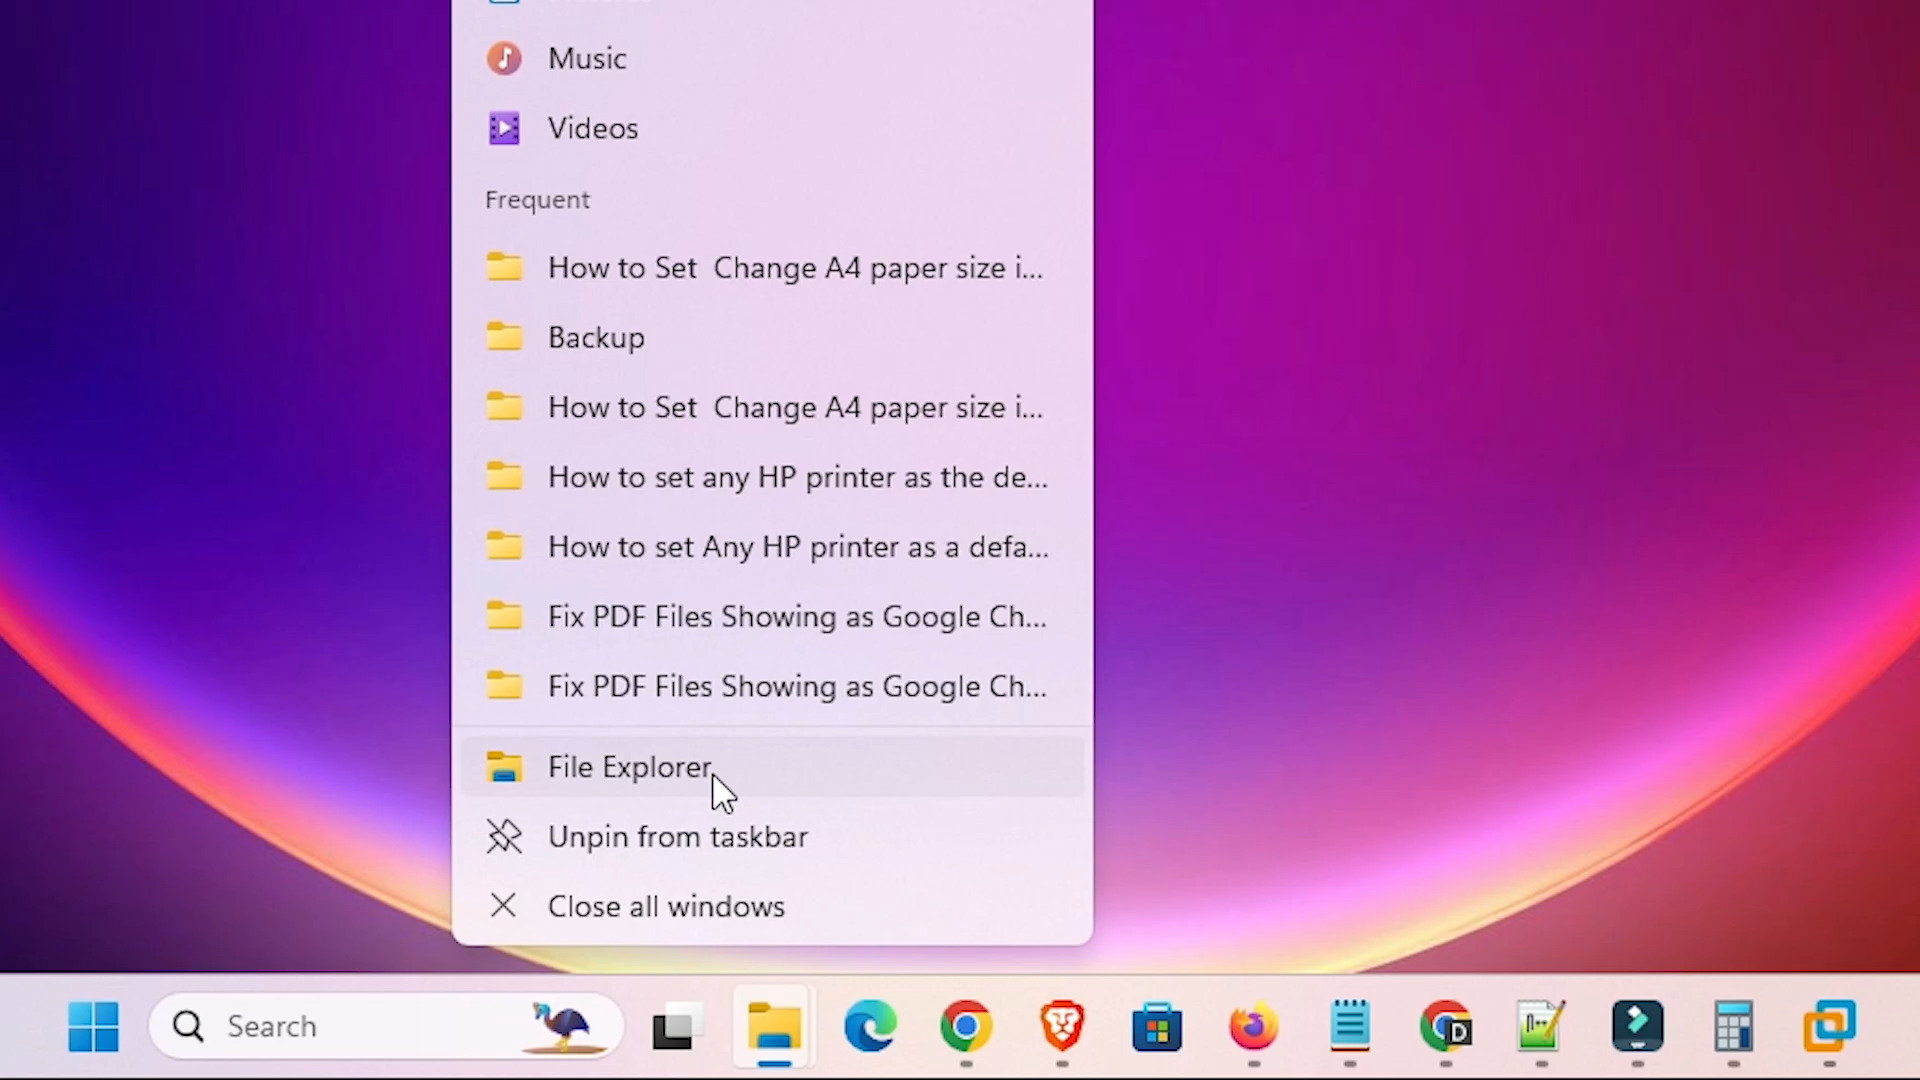 Music
Videos
Frequent
How to Set  Change A4 paper size i...
Backup
How to Set  Change A4 paper size i...
How to set any HP printer as the de...
How to set Any HP printer as a defa...
Fix PDF Files Showing as Google Ch...
Fix PDF Files Showing as Google Ch...
File Explorer
Unpin from taskbar
Close all windows
Search
D